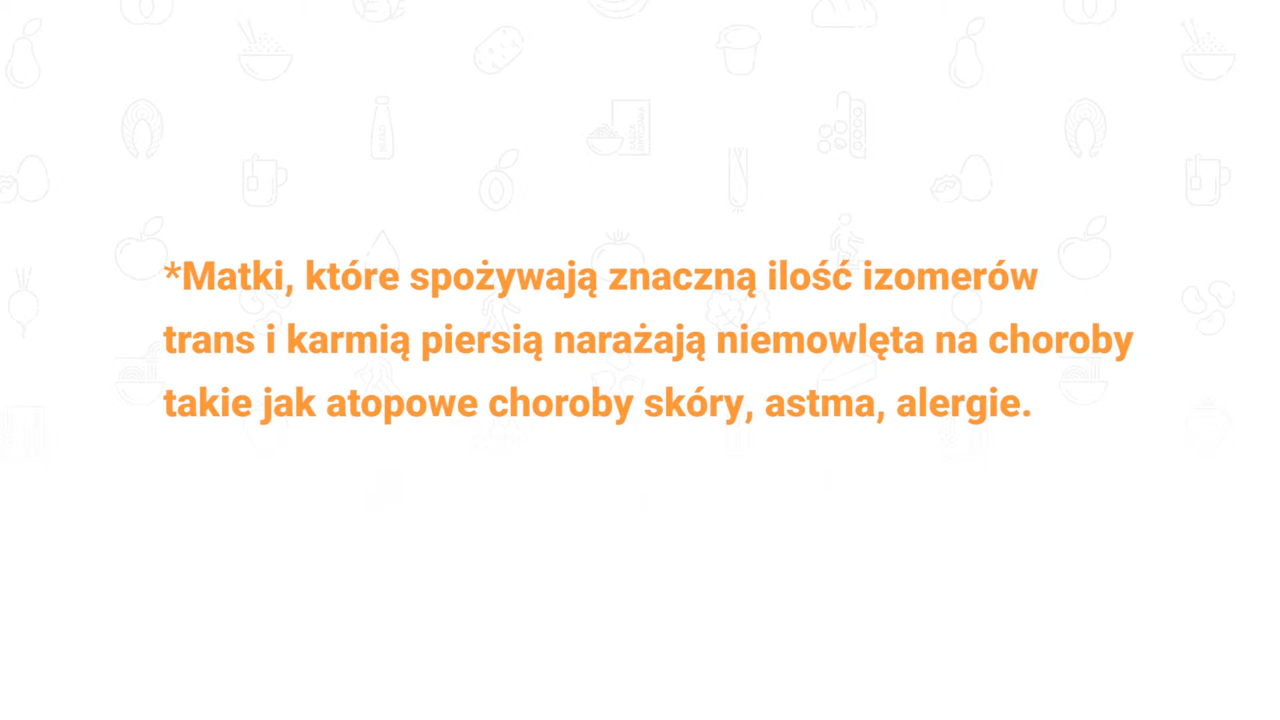 *Matki, które spożywają znaczną ilość izomerów
trans i karmią piersią narażają niemowlęta na choroby
takie jak atopowe choroby skóry, astma, alergie.